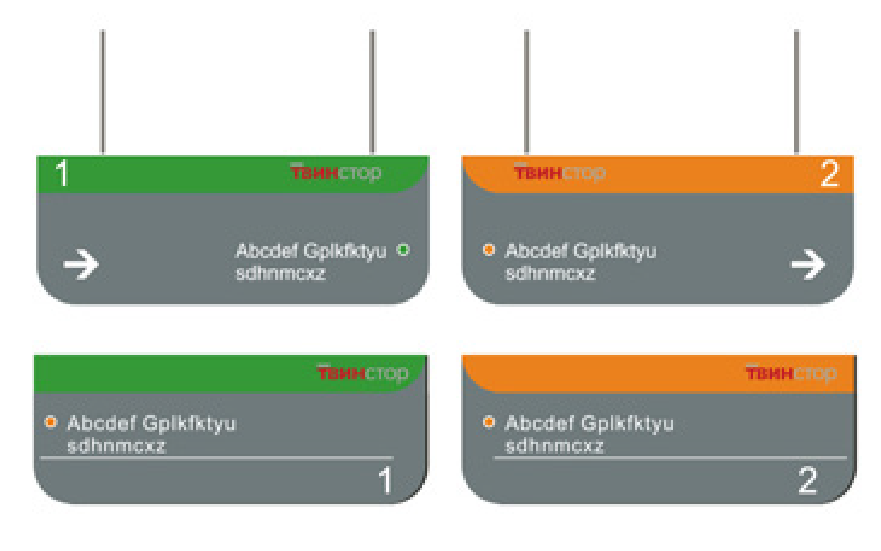 1
ТВИНСТОР
Abcdef Gplkfktyu
sdhnmcxz
ТВИНСТОР
2
Abcdef Gplkfktyu
sdhnmcxz
ТВИНСТОР
Abcdef Gplkfktyu
sdhnmcxz
1
ТВИНСТОР
Abcdef Gplkfktyu
sdhnmcxz
2